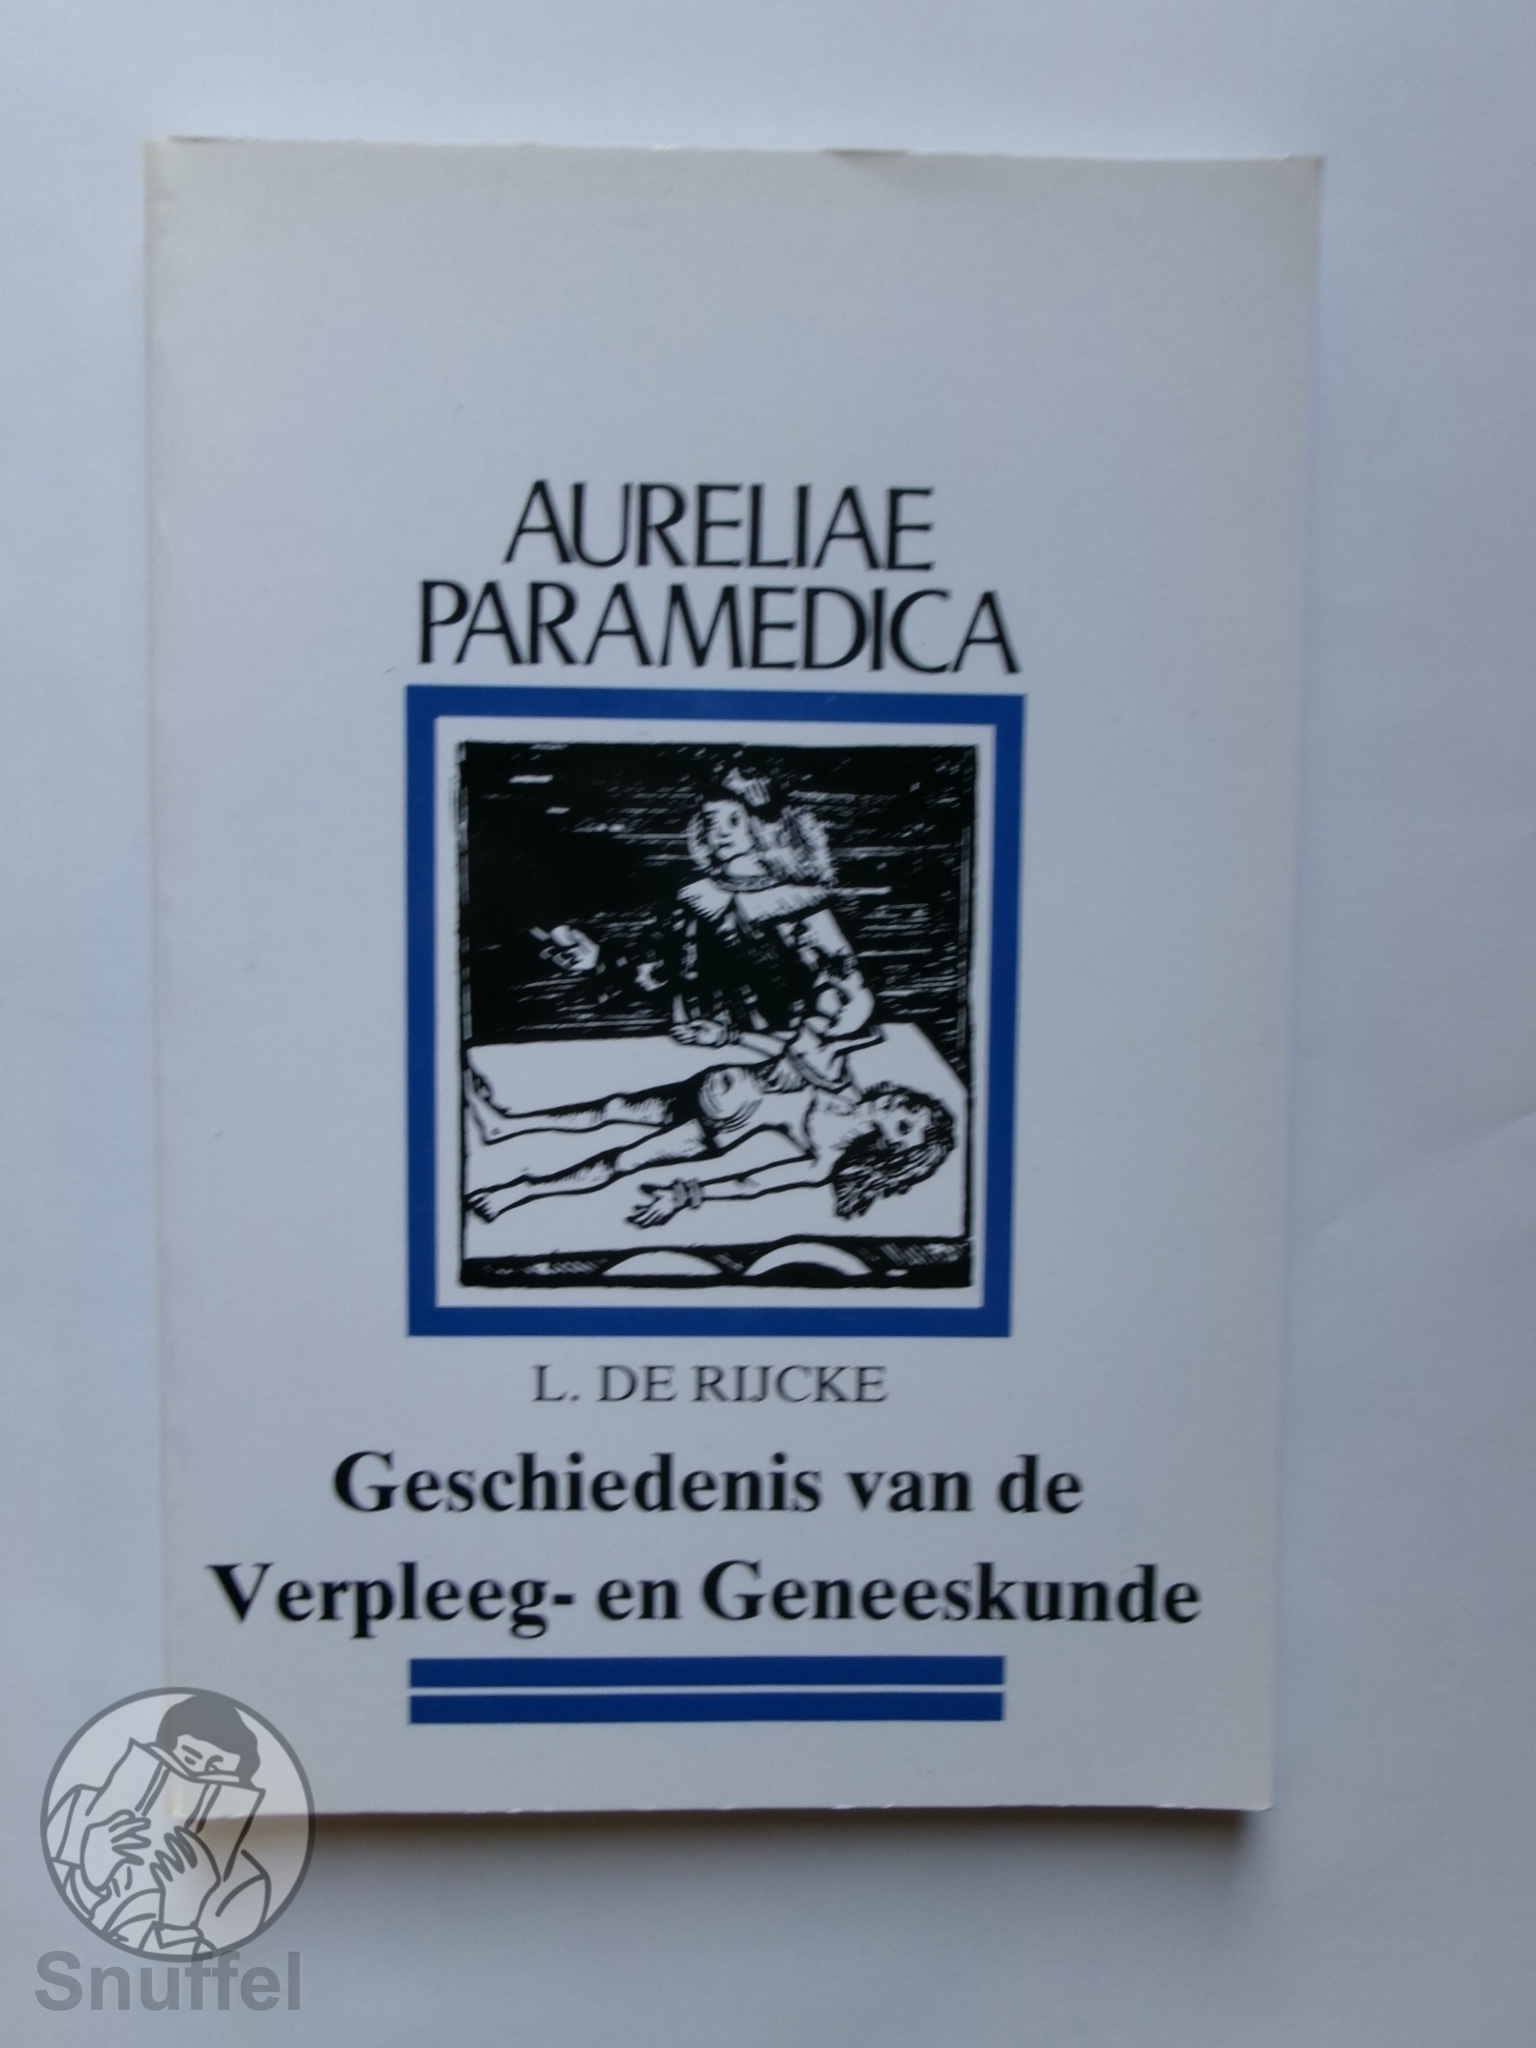 AURELIAE
PARAMEDICA
L. DE RIJCKE
Geschiedenis van de
Verpleeg- en Geneeskunde
Snuffel